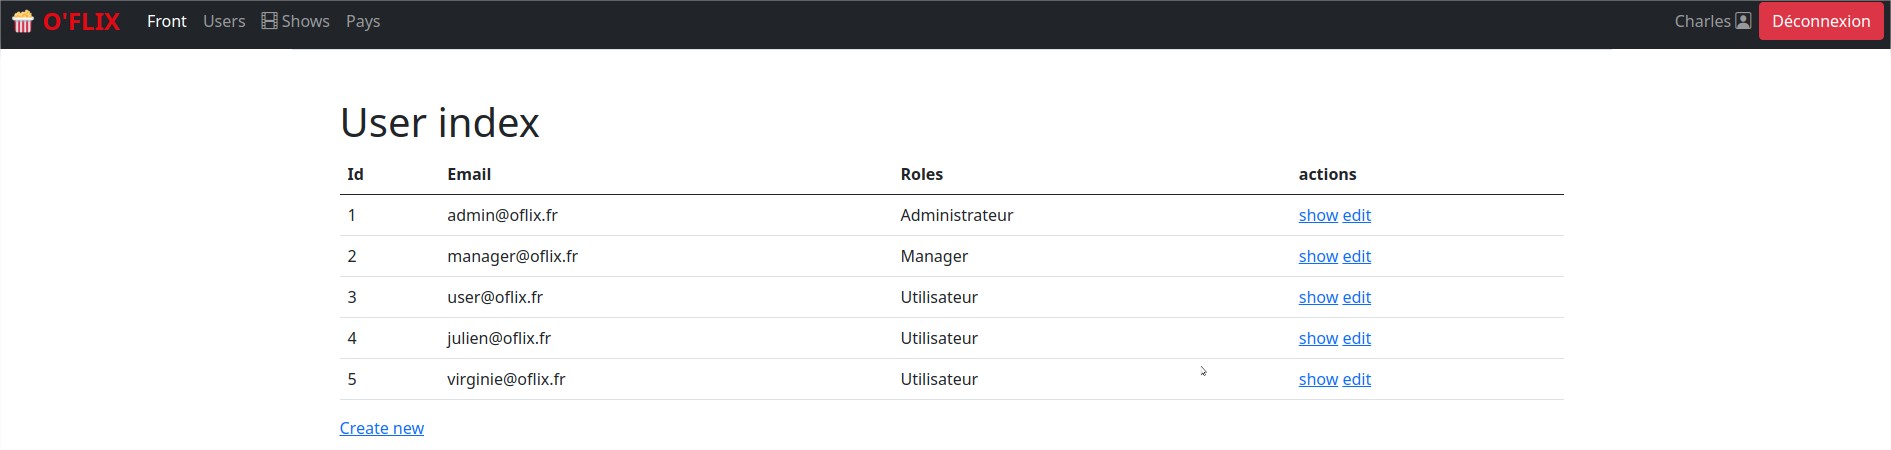 O'FLIX Front Users Shows Pays Charles Déconnexion
User index
Id Email Roles actions
1 admin@oflix.fr Administrateur show edit
2 manager@oflix.fr Manager show edit
3 user@oflix.fr Utilisateur show edit
4 julien@oflix.fr Utilisateur show edit
5 virginie@oflix.fr Utilisateur show edit
Create new